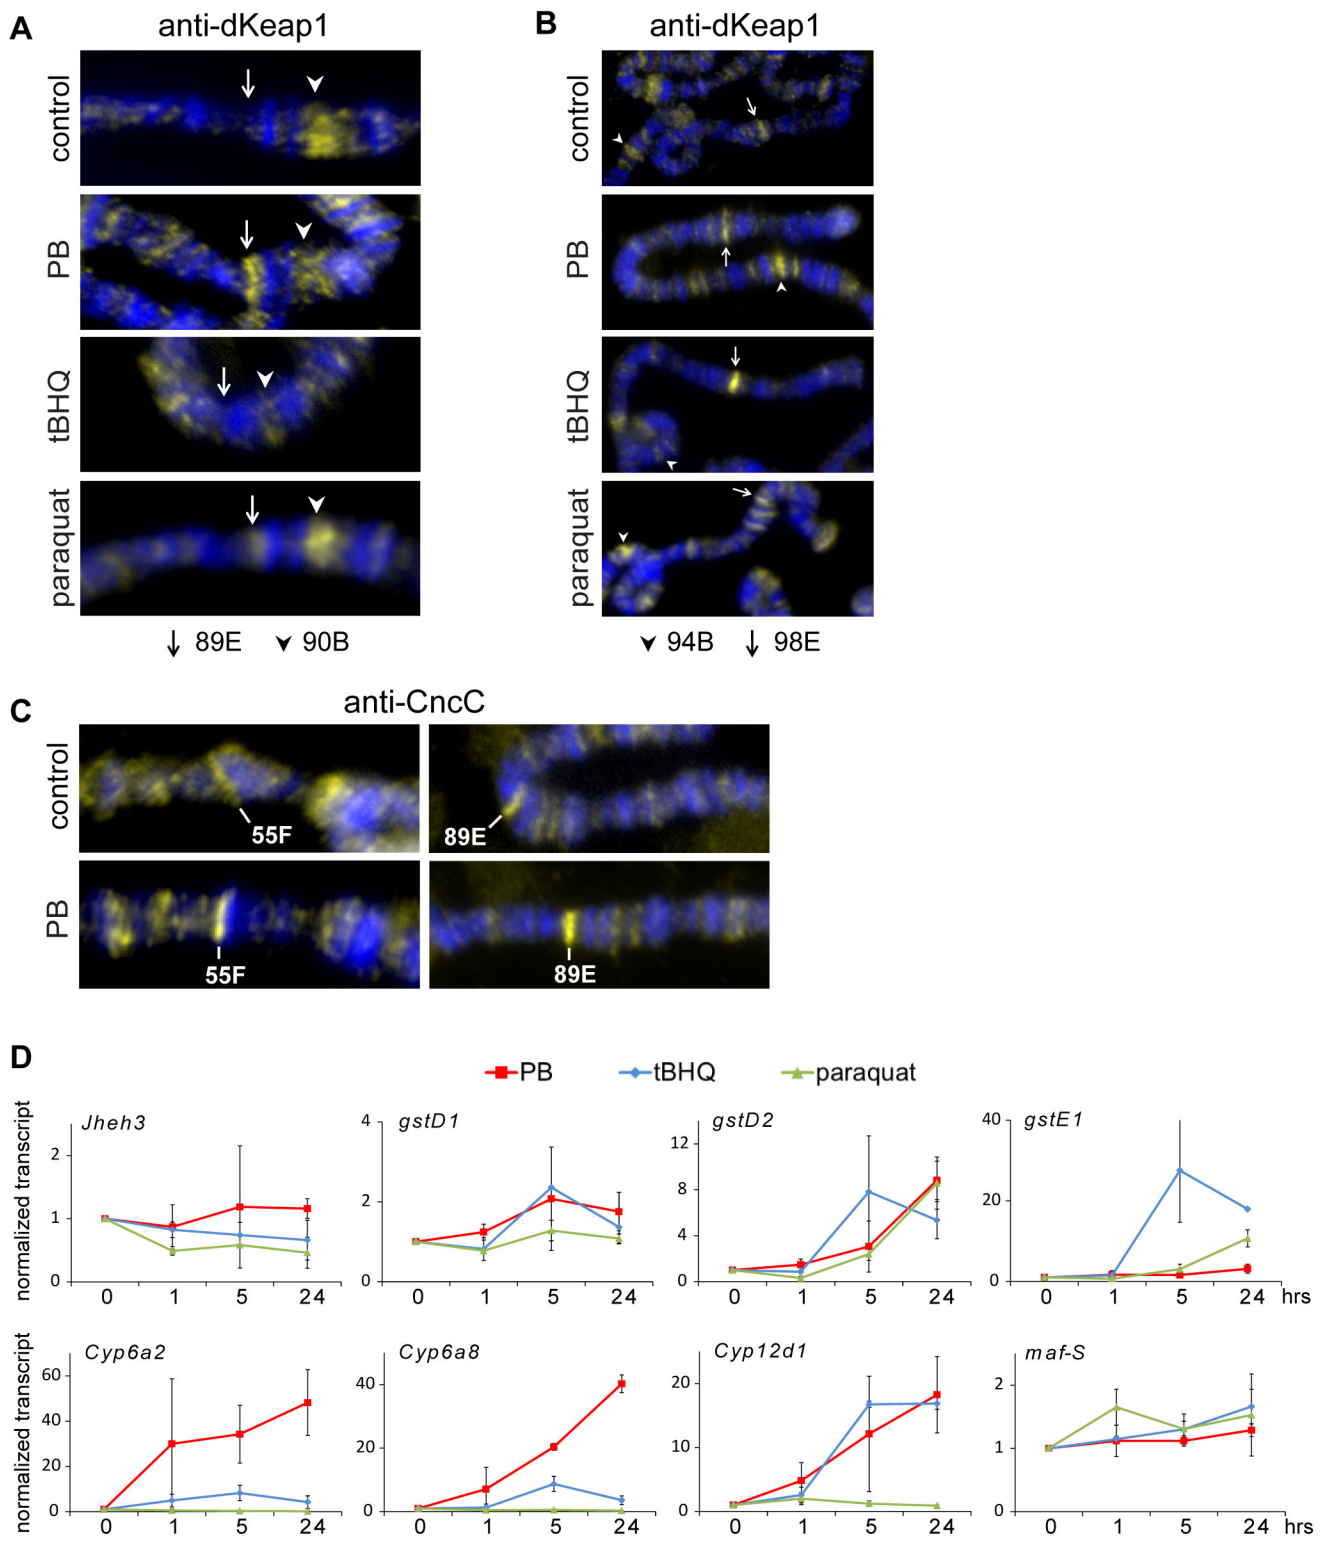 A
anti-dKeap1
B
anti-dKeap1
control
control
PB
PB
tBHQ
tBHQ
paraquat
paraquat
89E 90B
94B 98E
C
anti-CncC
control
55F
89E
PB
55F
89E
D
PB tBHQ paraquat
normalized transcript
Jheh3
2
1
0
0 1 5 24
gstD1
4
2
0
0 1 5 24
gstD2
12
8
4
0
0 1 5 24
gstE1
40
20
0
0 1 5 24 hrs
normalized transcript
Cyp6a2
60
40
20
0
0 1 5 24
Cyp6a8
40
20
0
0 1 5 24
Cyp12d1
20
10
0
0 1 5 24
maf-S
2
1
0
0 1 5 24 hrs